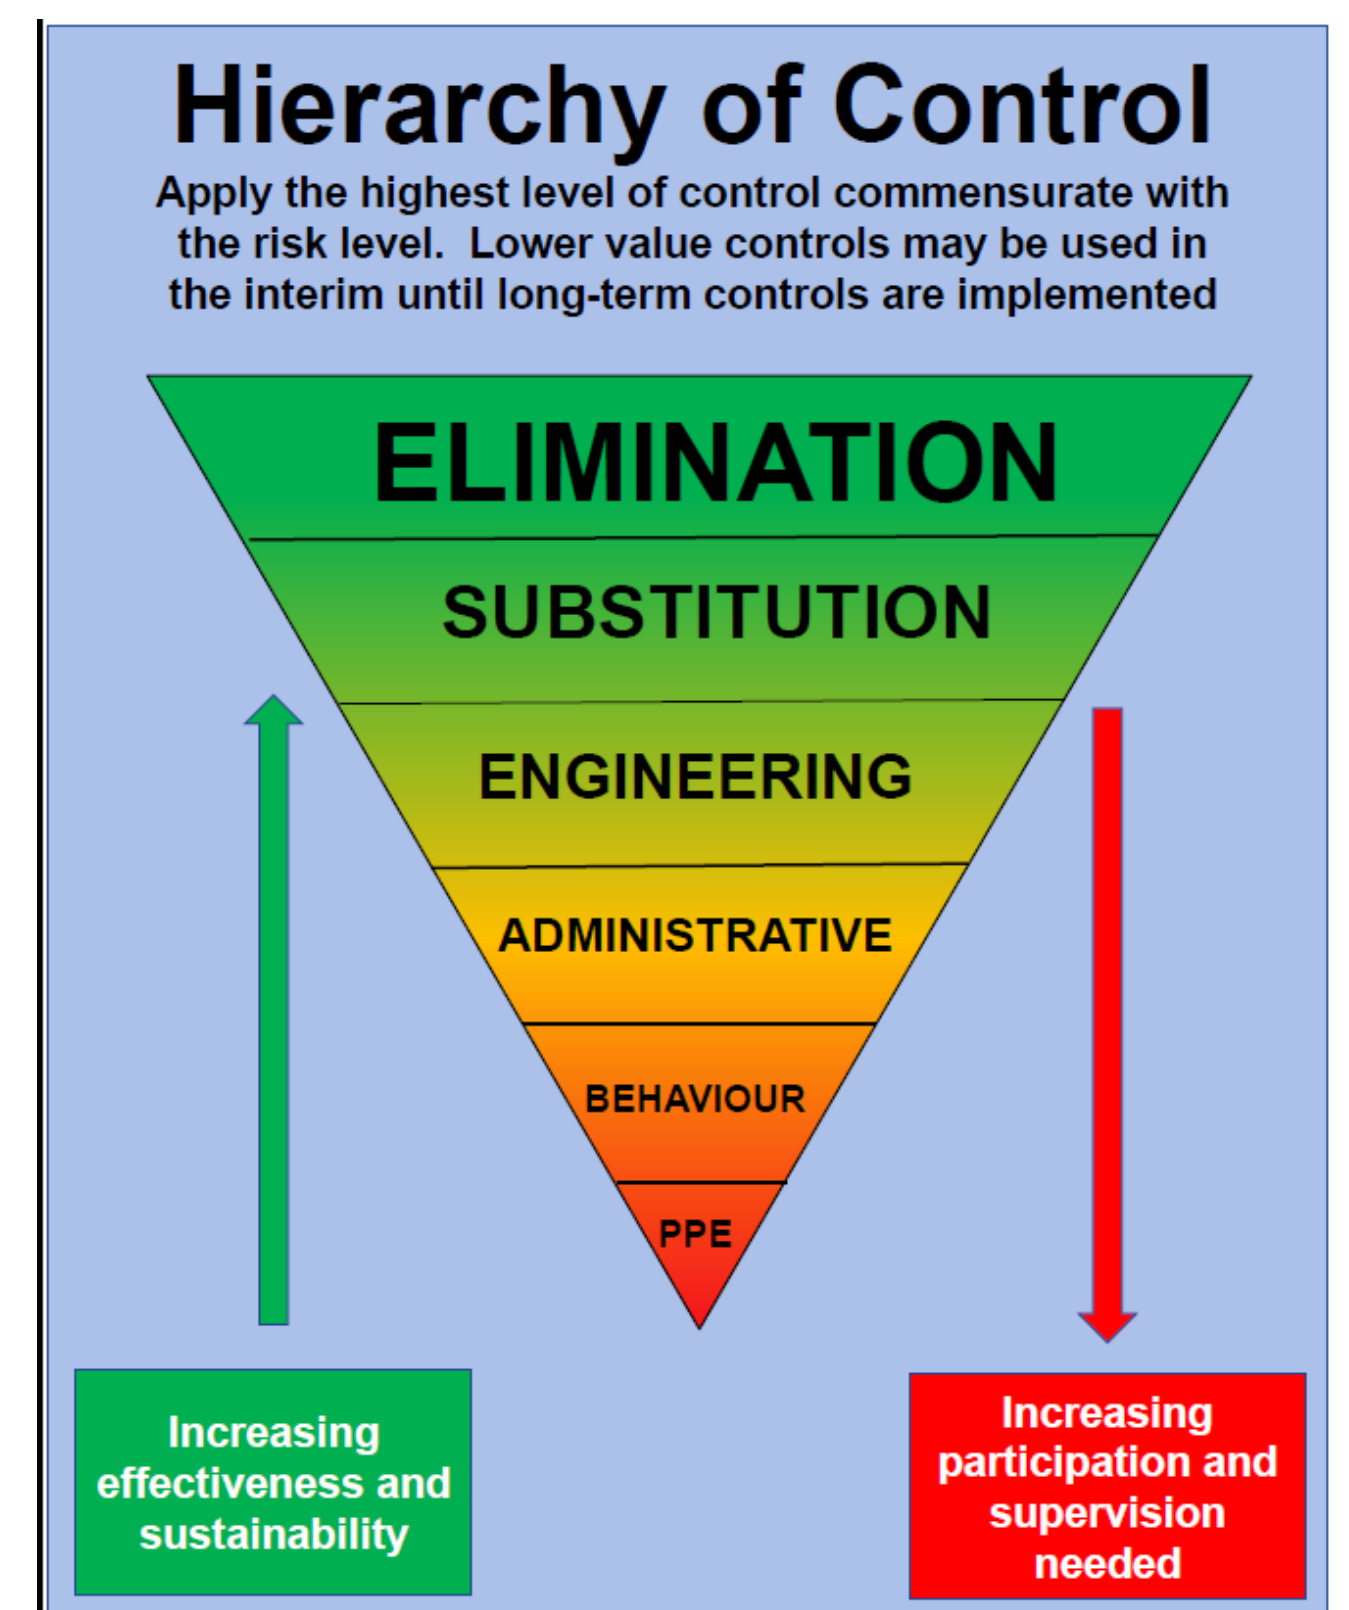 Hierarchy of Control
Apply the highest level of control commensurate with
the risk level.  Lower value controls may be used in
the interim until long-term controls are implemented
ELIMINATION
SUBSTITUTION
ENGINEERING
ADMINISTRATIVE
BEHAVIOUR
PPE
Increasing
effectiveness and
sustainability
Increasing
participation and
supervision
needed